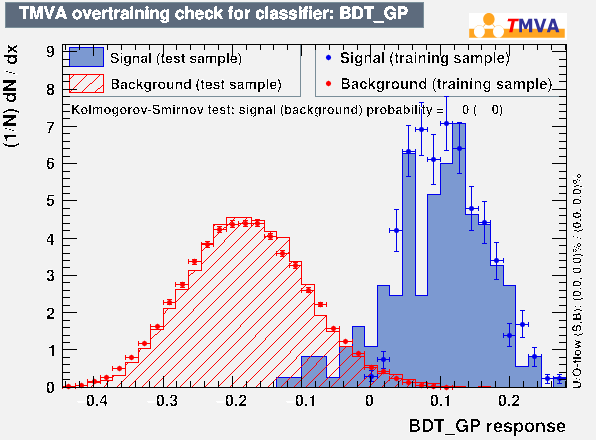 TMVA overtraining check for classifier: BDT_GP
TMVA
Signal (test sample)
Signal (training sample)
Background (test sample)
Background (training sample)
Kolmogorov-Smirnov test: signal (background) probability = 0 ( 0)
(1/N) dN / dx
9
8
7
6
5
4
3
2
1
0
−0.4 −0.3 −0.2 −0.1 0 0.1 0.2
BDT_GP response
U/O-flow (S,B): (0.0, 0.0)% / (0.0, 0.0)%